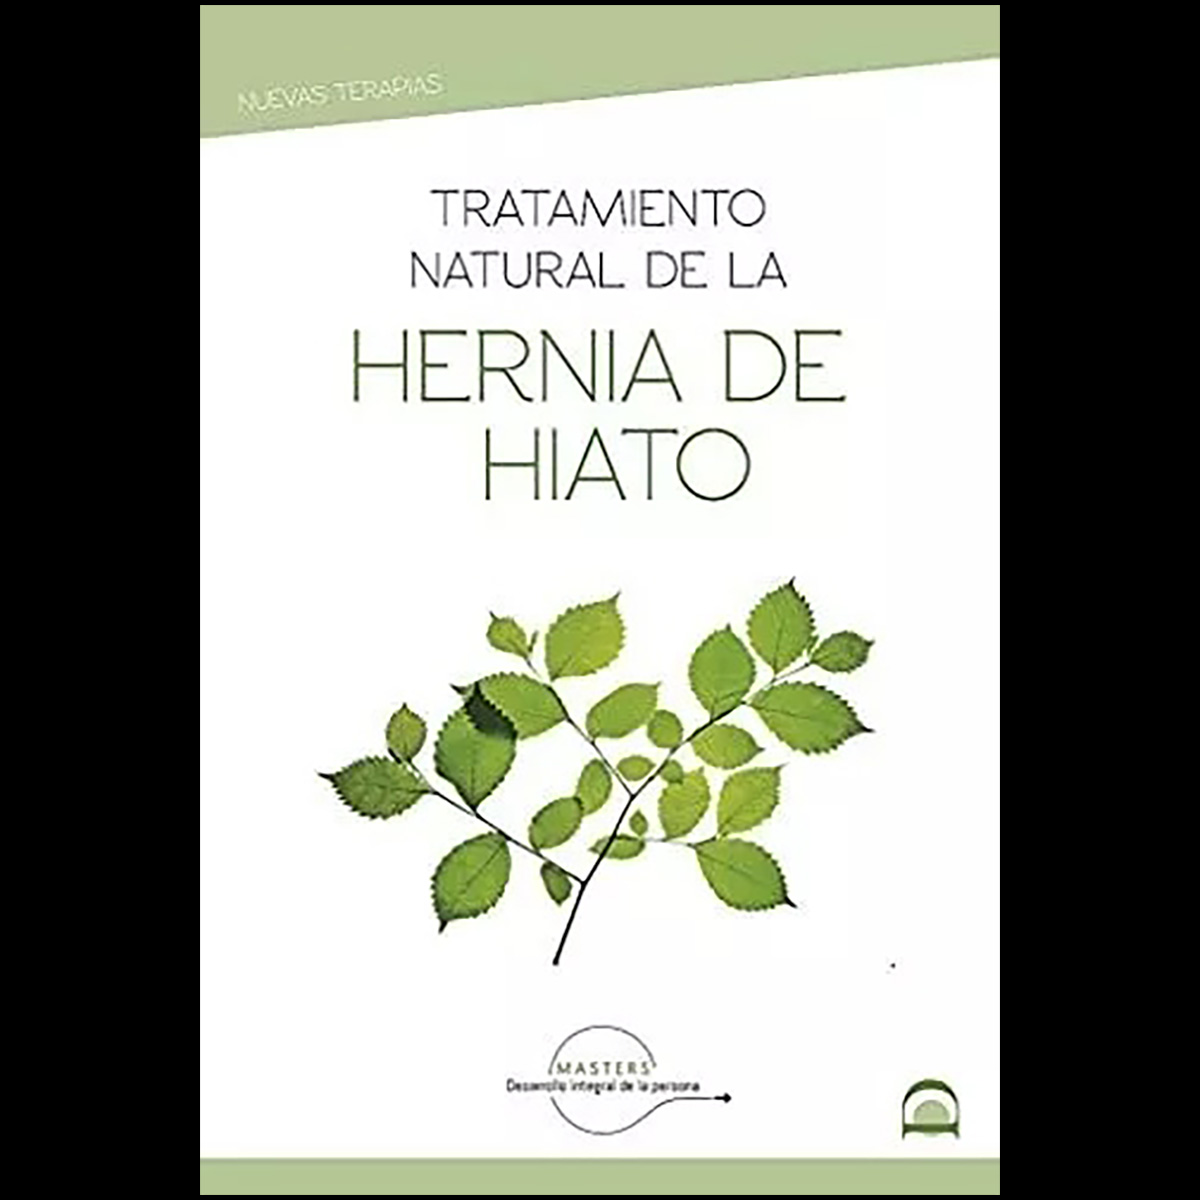 NUEVAS TERAPIAS
TRATAMIENTO
NATURAL DE LA
HERNIA DE
HIATO
MASTERS
Desarrollo integral de la persona